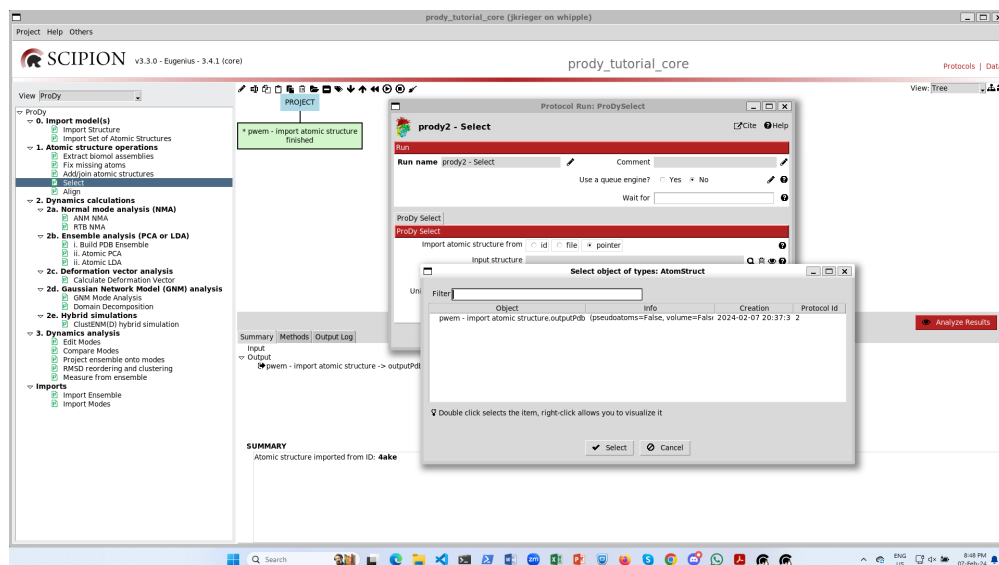 prody_tutorial_core (jkrieger on whipple)
Project Help Others
SCIPION v3.3.0 - Eugenius - 3.4.1 (core)
prody_tutorial_core
Protocols | Data
View ProDy
View: Tree
ProDy
0. Import model(s)
Import Structure
Import Set of Atomic Structures
1. Atomic structure operations
Extract biomol assemblies
Fix missing atoms
Add/join atomic structures
Select
Align
2. Dynamics calculations
2a. Normal mode analysis (NMA)
ANM NMA
RTB NMA
2b. Ensemble analysis (PCA or LDA)
i. Build PDB Ensemble
ii. Atomic PCA
ii. Atomic LDA
2c. Deformation vector analysis
Calculate Deformation Vector
2d. Gaussian Network Model (GNM) analysis
GNM Mode Analysis
Domain Decomposition
2e. Hybrid simulations
ClustENM(D) hybrid simulation
3. Dynamics analysis
Edit Modes
Compare Modes
Project ensemble onto modes
RMSD reordering and clustering
Measure from ensemble
Imports
Import Ensemble
Import Modes
PROJECT
* pwem - import atomic structure
finished
Protocol Run: ProDySelect
prody2 - Select
Cite Help
Run
Run name prody2 - Select Comment
Use a queue engine? Yes No
Wait for
ProDy Select
ProDy Select
Import atomic structure from id file pointer
Input structure
Uni
Select object of types: AtomStruct
Filter
Object Info Creation Protocol Id
pwem - import atomic structure.outputPdb (pseudoatoms=False, volume=Fals 2024-02-07 20:37:3 2
Double click selects the item, right-click allows you to visualize it
Select Cancel
Analyze Results
Summary Methods Output Log
Input
Output
pwem - import atomic structure -> outputPdl
SUMMARY
Atomic structure imported from ID: 4ake
Search
ENG
US
8:48 PM
07-Feb-24